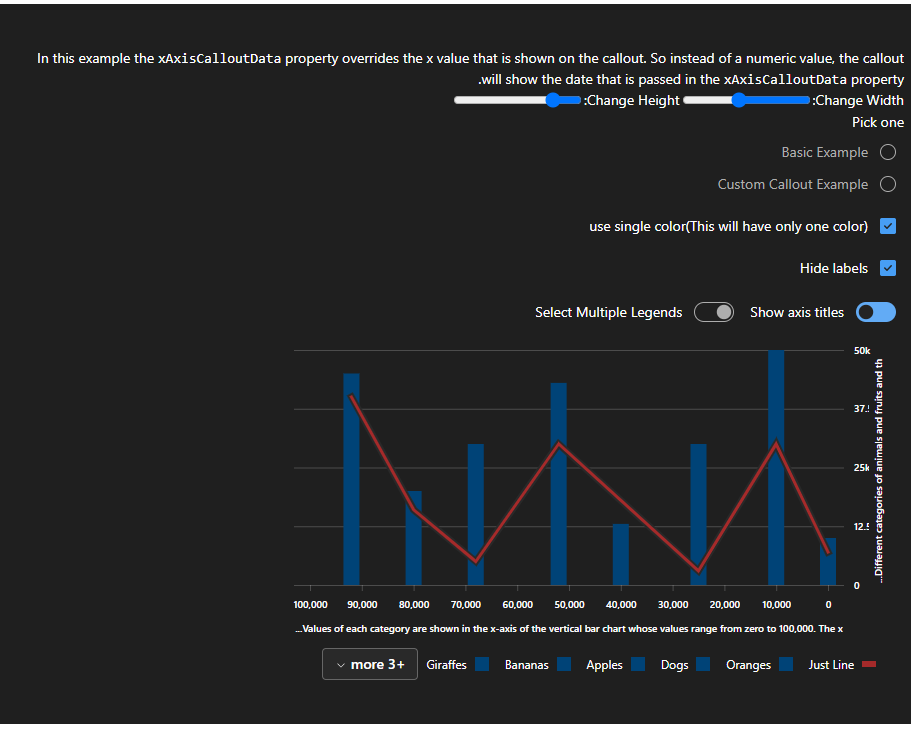 In this example the xAxisCalloutData property overrides the x value that is shown on the callout. So instead of a numeric value, the callout
.will show the date that is passed in the xAxisCalloutData property
:Change Height :Change Width
Pick one
Basic Example
Custom Callout Example
use single color(This will have only one color)
Hide labels
Select Multiple Legends Show axis titles
50k
37.5
25k
12.5
0
...Different categories of animals and fruits and th
100,000 90,000 80,000 70,000 60,000 50,000 40,000 30,000 20,000 10,000 0
...Values of each category are shown in the x-axis of the vertical bar chart whose values range from zero to 100,000. The x
more 3+ Giraffes Bananas Apples Dogs Oranges Just Line